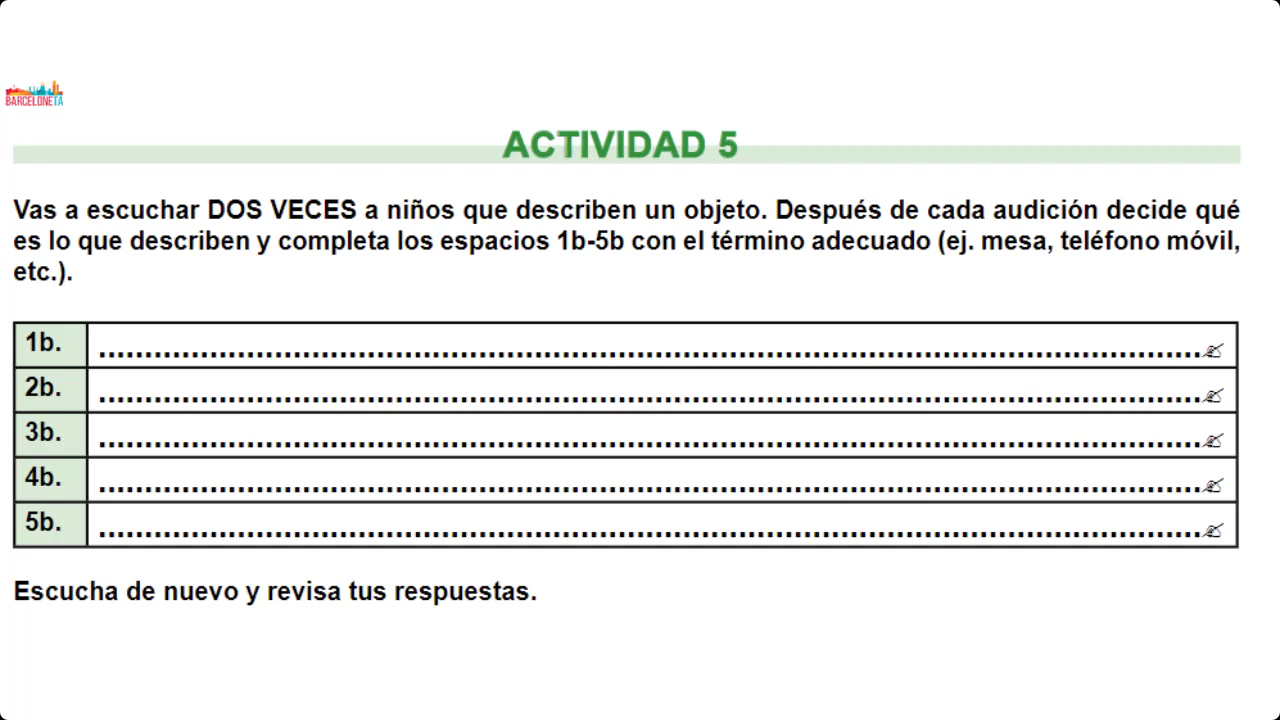 BARCELONETA
ACTIVIDAD 5
Vas a escuchar DOS VECES a niños que describen un objeto. Después de cada audición decide qué
es lo que describen y completa los espacios 1b-5b con el término adecuado (ej. mesa, teléfono móvil,
etc.).
1b. ........................................................................................................................✍
2b. ........................................................................................................................✍
3b. ........................................................................................................................✍
4b. ........................................................................................................................✍
5b. ........................................................................................................................✍
Escucha de nuevo y revisa tus respuestas.